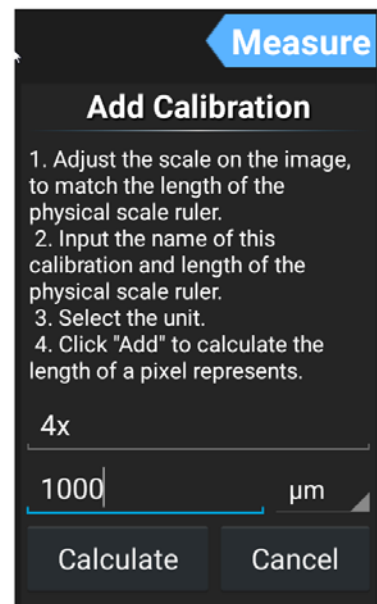 Measure
Add Calibration
1. Adjust the scale on the image,
to match the length of the
physical scale ruler.
2. Input the name of this
calibration and length of the
physical scale ruler.
3. Select the unit.
4. Click "Add" to calculate the
length of a pixel represents.
4x
1000 μm
Calculate Cancel